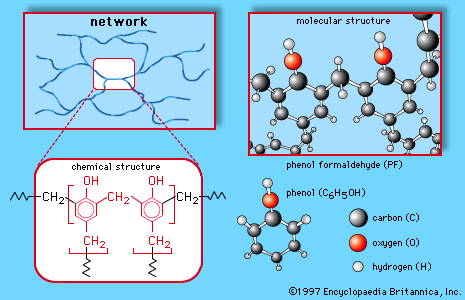 network
molecular structure
phenol formaldehyde (PF)
chemical structure
OH OH
CH₂ CH₂ CH₂
CH₂ CH₂
phenol (C₆H₅OH)
carbon (C)
oxygen (O)
hydrogen (H)
©1997 Encyclopaedia Britannica, Inc.